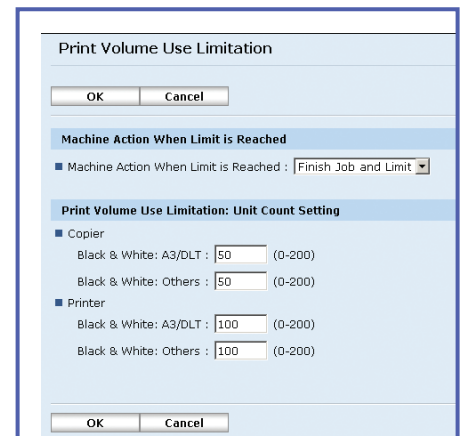 Print Volume Use Limitation
OK Cancel
Machine Action When Limit is Reached
Machine Action When Limit is Reached : Finish Job and Limit
Print Volume Use Limitation: Unit Count Setting
Copier
Black & White: A3/DLT : 50 (0-200)
Black & White: Others : 50 (0-200)
Printer
Black & White: A3/DLT : 100 (0-200)
Black & White: Others : 100 (0-200)
OK Cancel